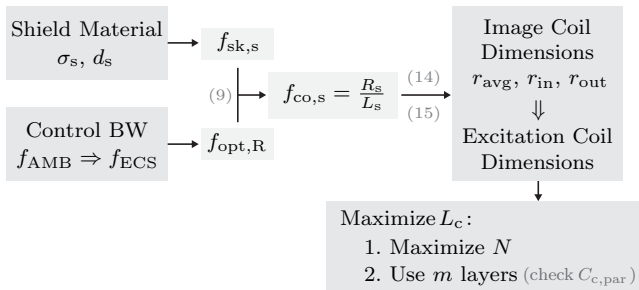 Shield Material
σs, ds
fsk,s
Control BW
fAMB ⇒ fECS
fopt,R
(9)
fco,s = Rs/Ls
(14)
(15)
Image Coil
Dimensions
ravg, rin, rout
⇓
Excitation Coil
Dimensions
Maximize Lc:
1. Maximize N
2. Use m layers (check Cc,par)